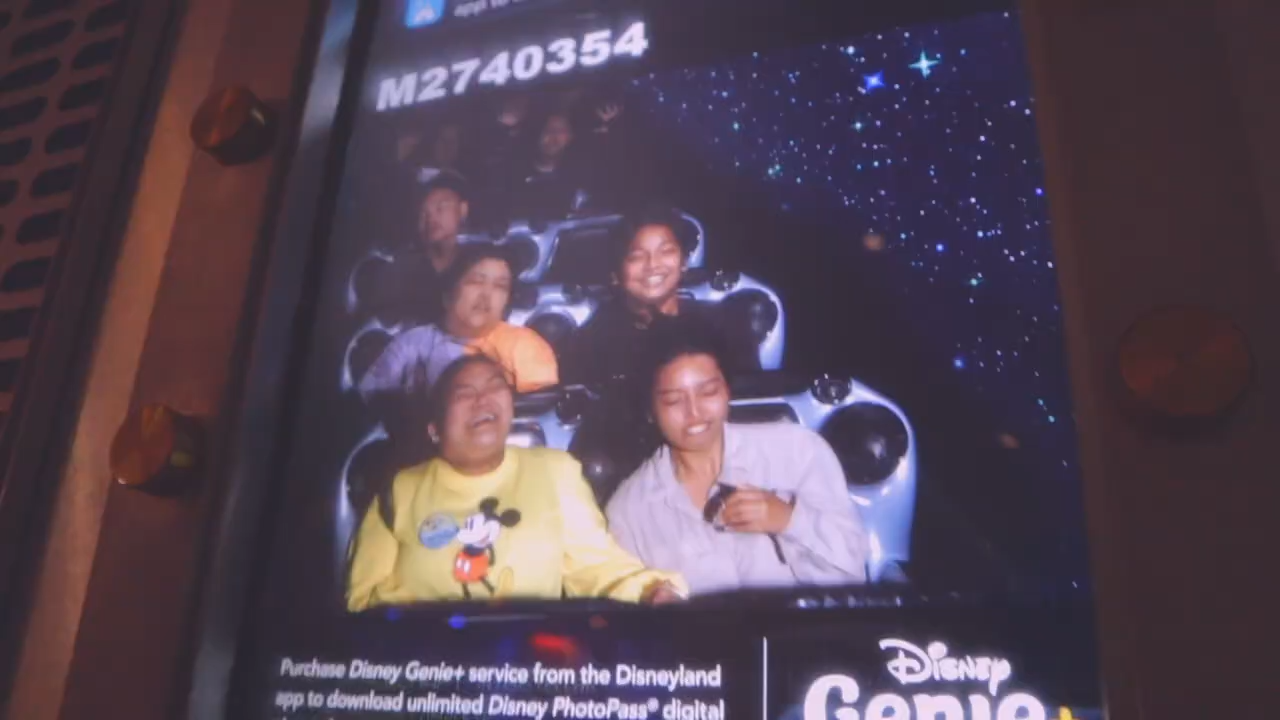 M2740354
Purchase Disney Genie+ service from the Disneyland
app to download unlimited Disney PhotoPass® digital
Disney
Genie+